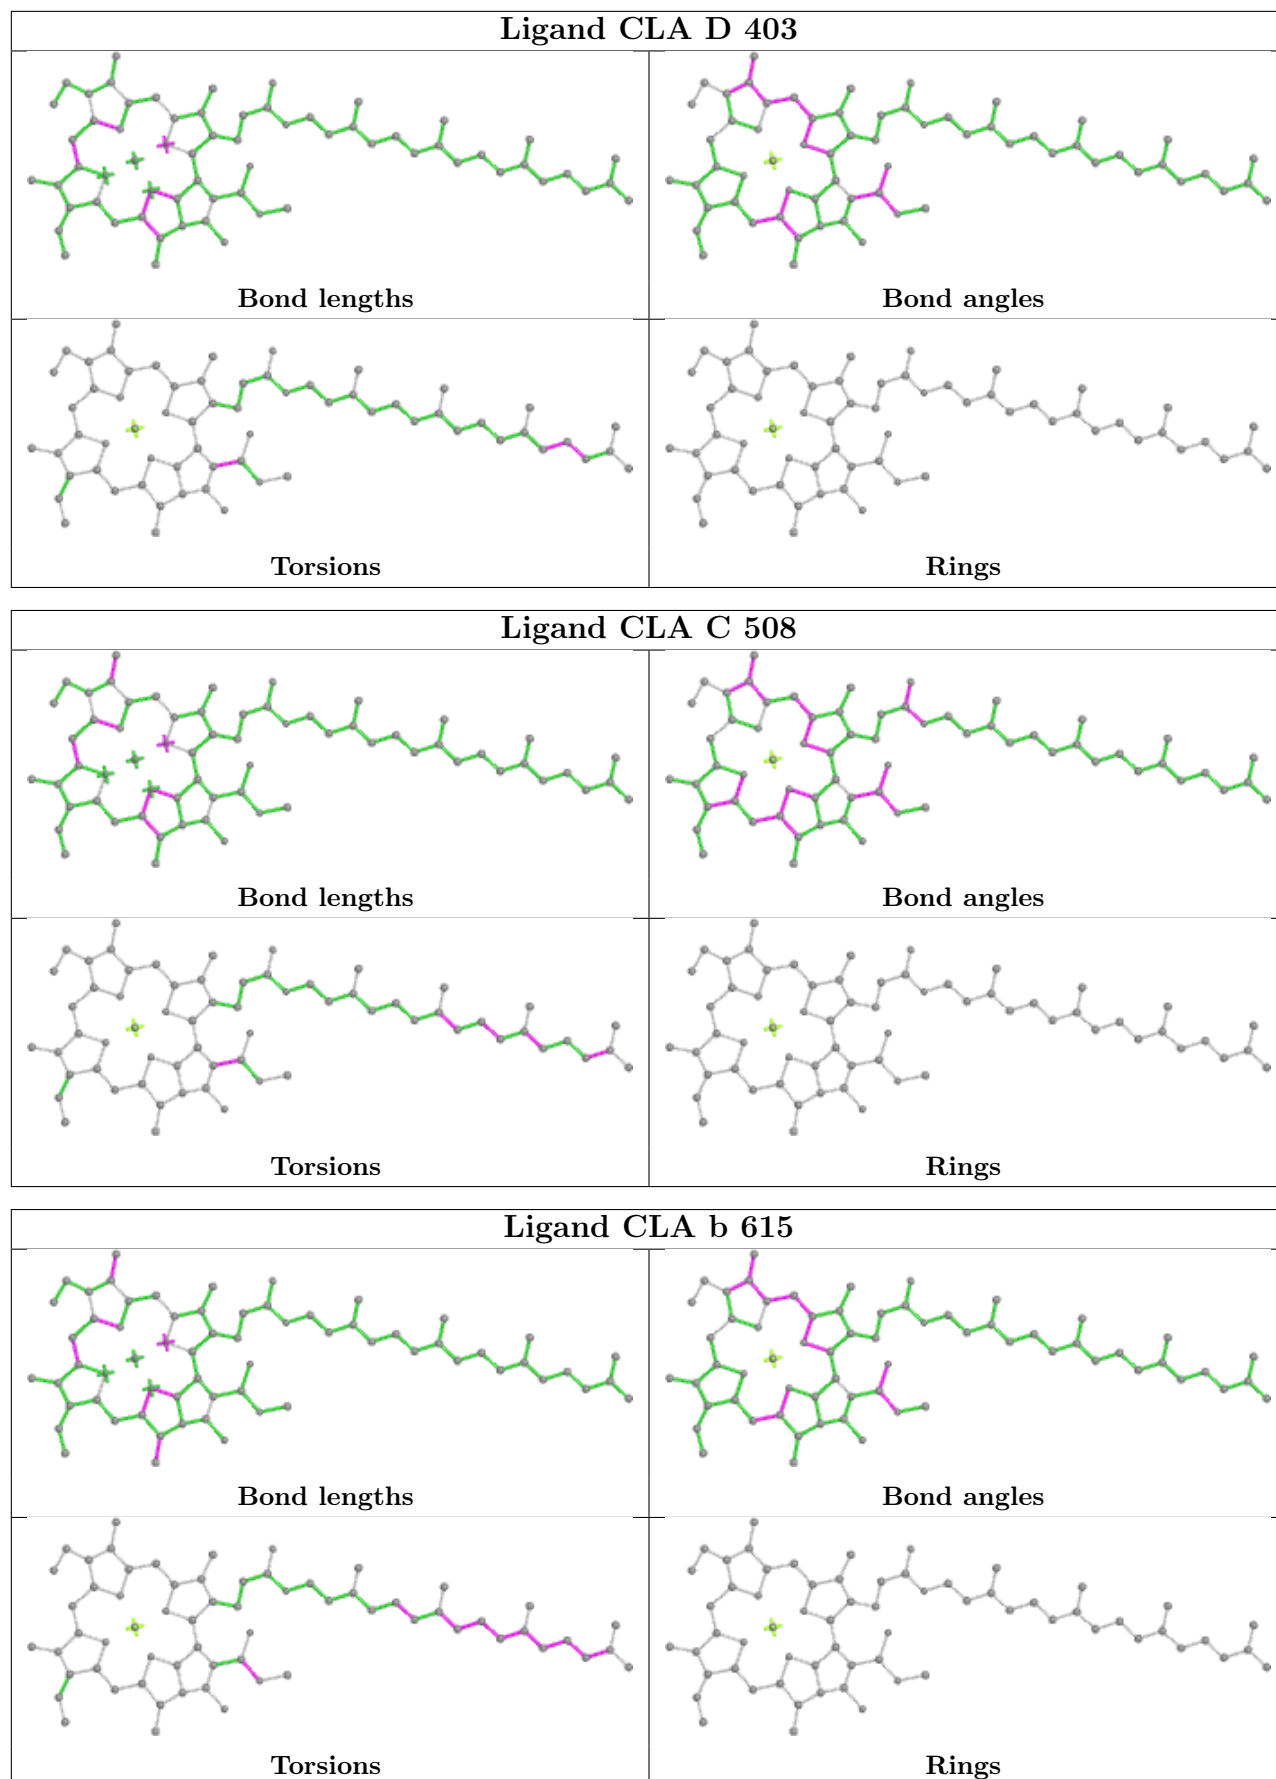 Ligand CLA D 403
Bond lengths
Bond angles
Torsions
Rings
Ligand CLA C 508
Bond lengths
Bond angles
Torsions
Rings
Ligand CLA b 615
Bond lengths
Bond angles
Torsions
Rings